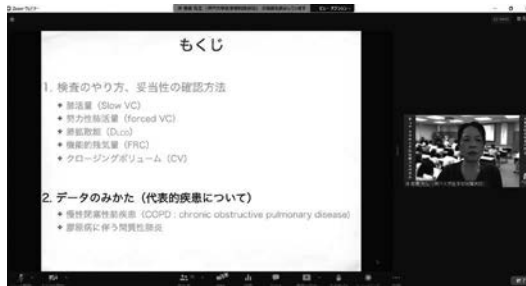 もくじ
1. 検査のやり方、妥当性の確認方法
◆ 肺活量（Slow VC）
◆ 努力性肺活量（forced VC）
◆ 肺拡散能（DLCO）
◆ 機能的残気量（FRC）
◆ クロージングボリューム（CV）
2. データのみかた（代表的疾患について）
◆ 慢性閉塞性肺疾患（COPD : chronic obstructive pulmonary disease）
◆ 膠原病に伴う間質性肺炎